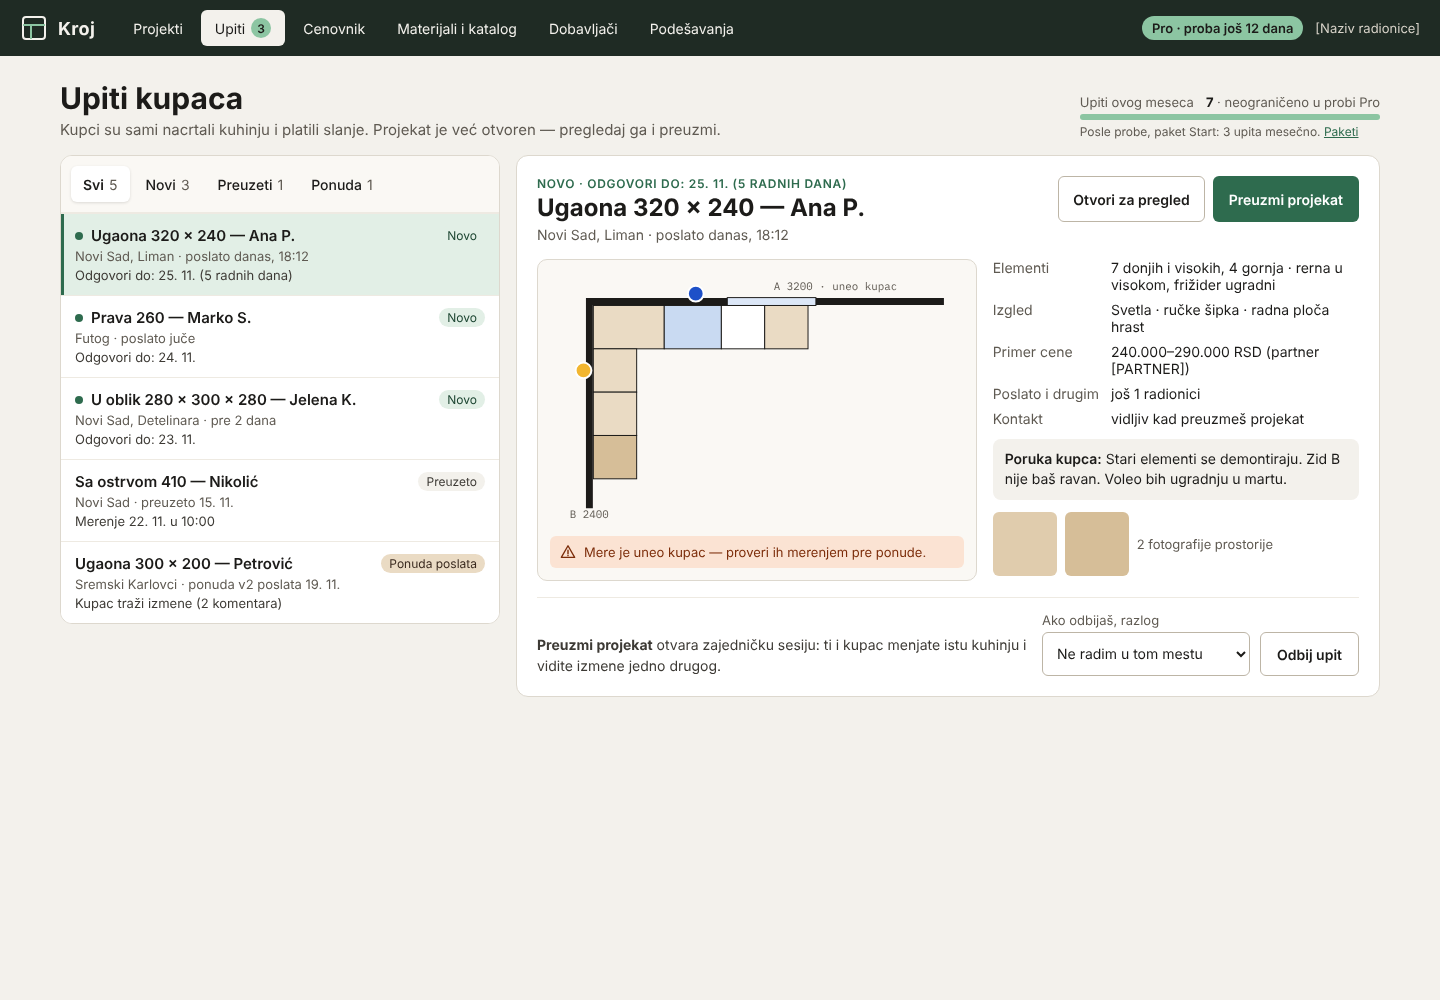 Kroj
Projekti
Upiti 3
Cenovnik
Materijali i katalog
Dobavljači
Podešavanja
Pro · proba još 12 dana
[Naziv radionice]
Upiti kupaca
Kupci su sami nacrtali kuhinju i platili slanje. Projekat je već otvoren — pregledaj ga i preuzmi.
Upiti ovog meseca 7 · neograničeno u probi Pro
Posle probe, paket Start: 3 upita mesečno. Paketi
Svi 5
Novi 3
Preuzeti 1
Ponuda 1
Ugaona 320 × 240 — Ana P.
Novo
Novi Sad, Liman · poslato danas, 18:12
Odgovori do: 25. 11. (5 radnih dana)
Prava 260 — Marko S.
Novo
Futog · poslato juče
Odgovori do: 24. 11.
U oblik 280 × 300 × 280 — Jelena K.
Novo
Novi Sad, Detelinara · pre 2 dana
Odgovori do: 23. 11.
Sa ostrvom 410 — Nikolić
Preuzeto
Novi Sad · preuzeto 15. 11.
Merenje 22. 11. u 10:00
Ugaona 300 × 200 — Petrović
Ponuda poslata
Sremski Karlovci · ponuda v2 poslata 19. 11.
Kupac traži izmene (2 komentara)
NOVO · ODGOVORI DO: 25. 11. (5 RADNIH DANA)
Ugaona 320 × 240 — Ana P.
Novi Sad, Liman · poslato danas, 18:12
Otvori za pregled
Preuzmi projekat
A 3200 · uneo kupac
B 2400
Mere je uneo kupac — proveri ih merenjem pre ponude.
Elementi
7 donjih i visokih, 4 gornja · rerna u
visokom, frižider ugradni
Izgled
Svetla · ručke šipka · radna ploča
hrast
Primer cene
240.000–290.000 RSD (partner
[PARTNER])
Poslato i drugim
još 1 radionici
Kontakt
vidljiv kad preuzmeš projekat
Poruka kupca: Stari elementi se demontiraju. Zid B
nije baš ravan. Voleo bih ugradnju u martu.
2 fotografije prostorije
Preuzmi projekat otvara zajedničku sesiju: ti i kupac menjate istu kuhinju i
vidite izmene jedno drugog.
Ako odbijaš, razlog
Ne radim u tom mestu
Odbij upit